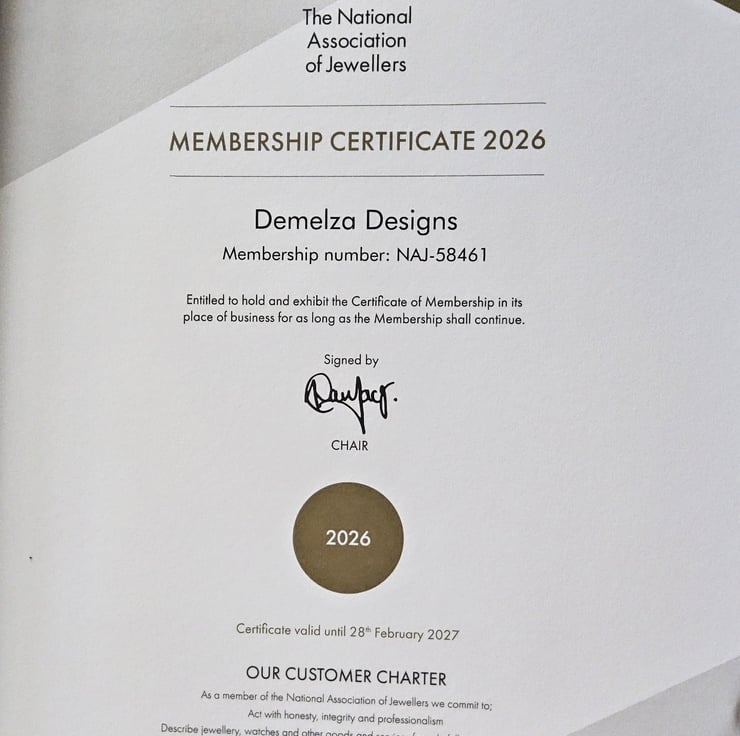 The National
Association
of Jewellers
MEMBERSHIP CERTIFICATE 2026
Demelza Designs
Membership number: NAJ-58461
Entitled to hold and exhibit the Certificate of Membership in its
place of business for as long as the Membership shall continue.
Signed by
CHAIR
2026
Certificate valid until 28th February 2027
OUR CUSTOMER CHARTER
As a member of the National Association of Jewellers we commit to;
Act with honesty, integrity and professionalism
Describe jewellery, watches and other goods and